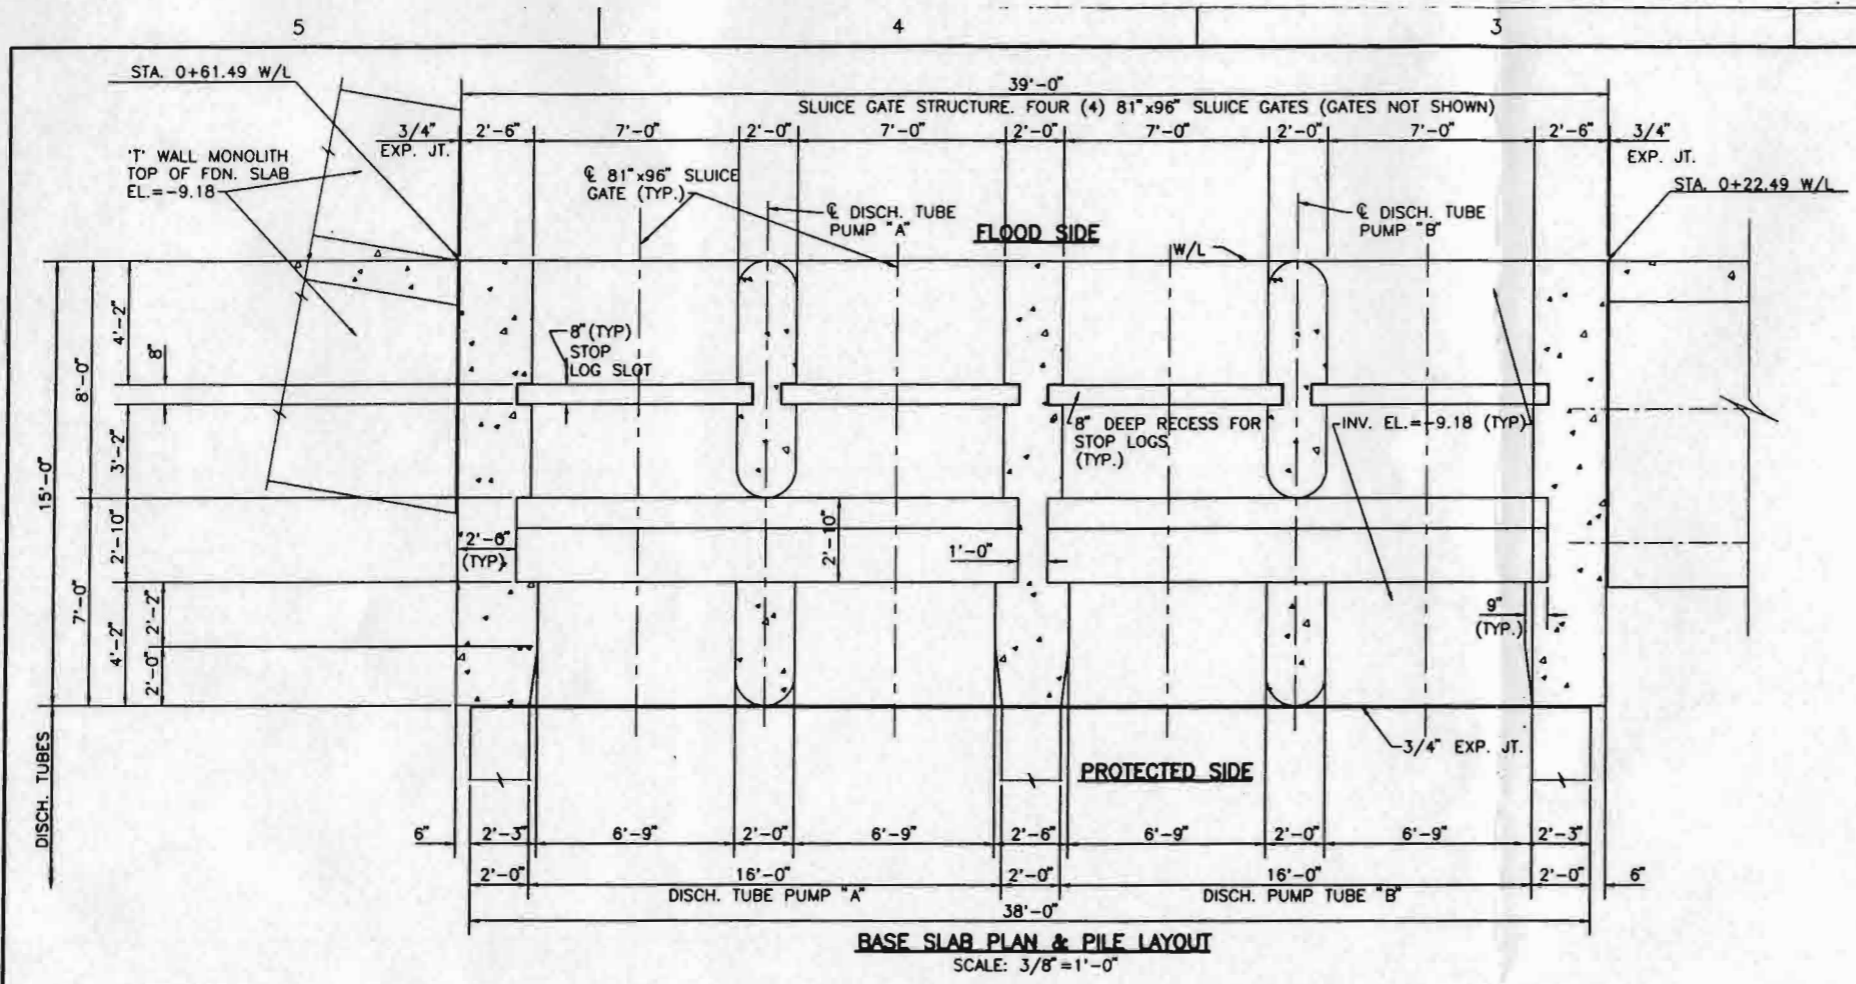 5
4
3
STA. 0+61.49 W/L
39'-0"
SLUICE GATE STRUCTURE. FOUR (4) 81"x96" SLUICE GATES (GATES NOT SHOWN)
3/4"
EXP. JT.
2'-6"
7'-0"
2'-0"
7'-0"
2'-0"
7'-0"
2'-0"
7'-0"
2'-6"
3/4"
EXP. JT.
'T' WALL MONOLITH
TOP OF FDN. SLAB
EL.=-9.18
℄ 81"x96" SLUICE
GATE (TYP.)
STA. 0+22.49 W/L
℄ DISCH. TUBE
PUMP "A"
FLOOD SIDE
℄ DISCH. TUBE
PUMP "B"
W/L
8" (TYP)
STOP
LOG SLOT
4'-2"
8"
8'-0"
3'-2"
15'-0"
2'-10"
7'-0"
4'-2"
2'-2"
2'-0"
8" DEEP RECESS FOR
STOP LOGS
(TYP.)
INV. EL.=-9.18 (TYP)
2'-0"
(TYP)
2'-10"
1'-0"
9"
(TYP.)
DISCH. TUBES
3/4" EXP. JT.
PROTECTED SIDE
6"
2'-3"
6'-9"
2'-0"
6'-9"
2'-6"
6'-9"
2'-0"
6'-9"
2'-3"
2'-0"
16'-0"
2'-0"
16'-0"
2'-0"
6"
DISCH. TUBE PUMP "A"
DISCH. PUMP TUBE "B"
38'-0"
BASE SLAB PLAN & PILE LAYOUT
SCALE: 3/8"=1'-0"